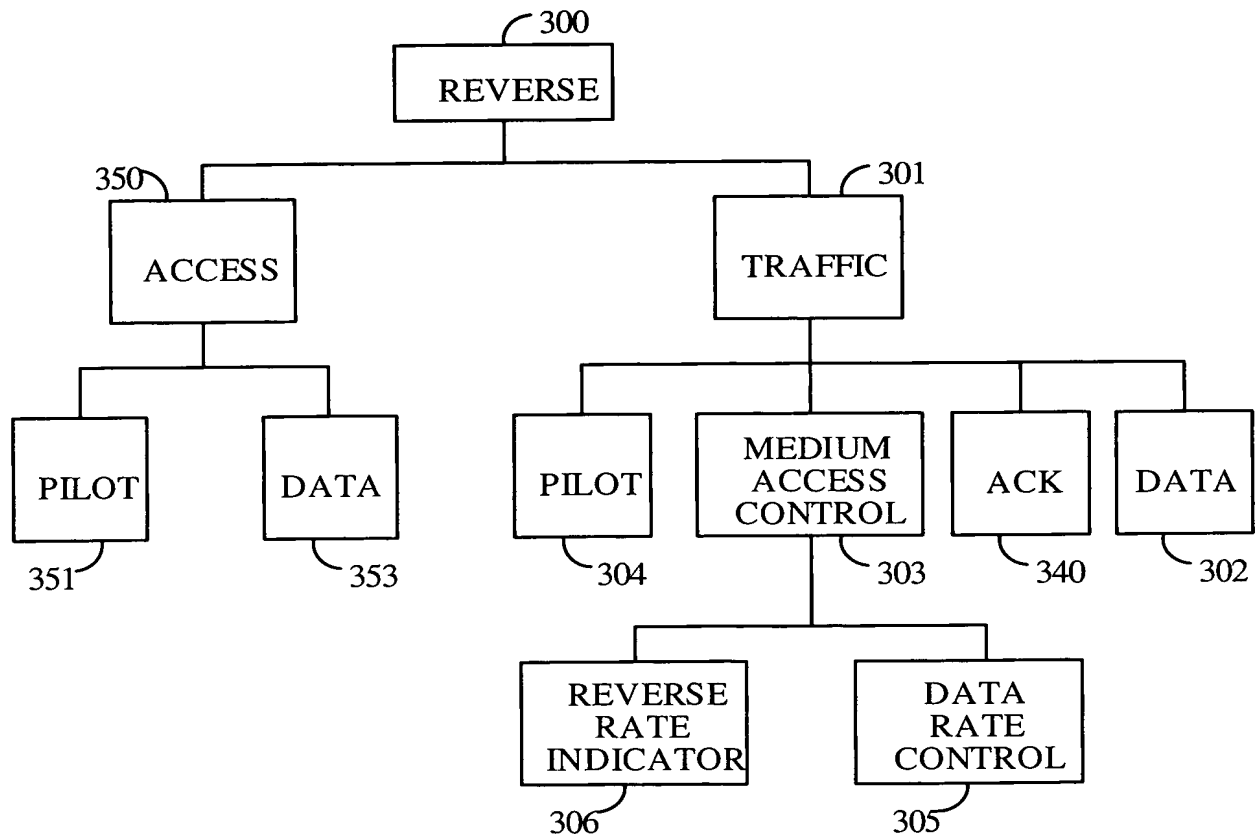 300
REVERSE
350
301
ACCESS
TRAFFIC
PILOT
DATA
PILOT
MEDIUM
ACCESS
CONTROL
ACK
DATA
351
353
304
303
340
302
REVERSE
RATE
INDICATOR
DATA
RATE
CONTROL
306
305